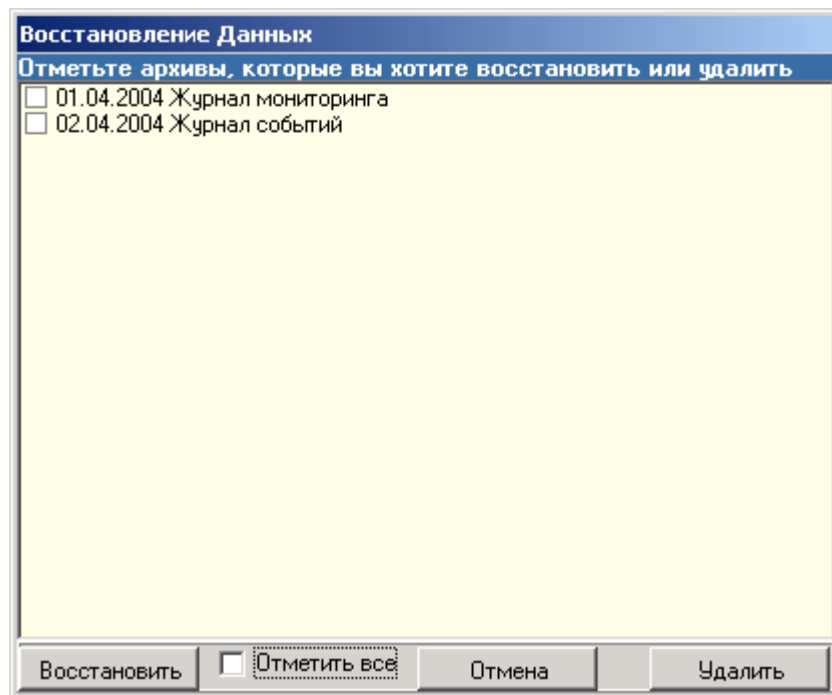 Восстановление Данных
Отметьте архивы, которые вы хотите восстановить или удалить
01.04.2004 Журнал мониторинга
02.04.2004 Журнал событий
Восстановить Отметить все Отмена Удалить